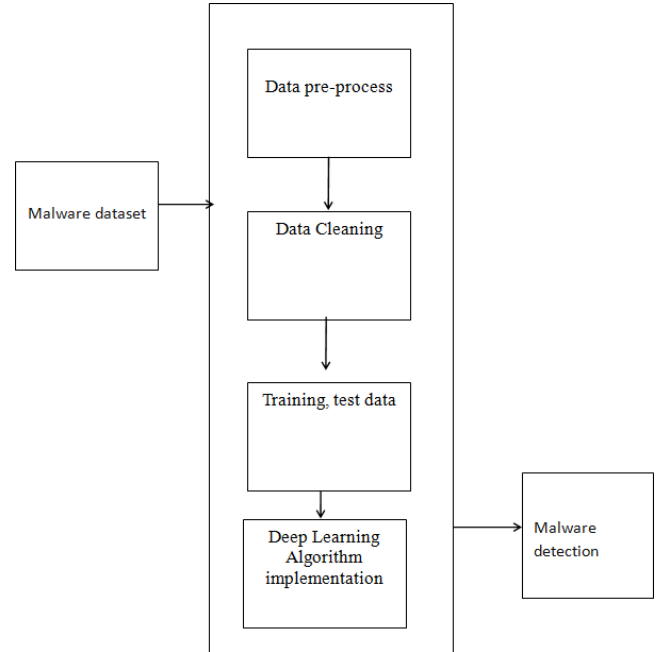 Data pre-process
Malware dataset
Data Cleaning
Training, test data
Deep Learning
Algorithm
implementation
Malware
detection